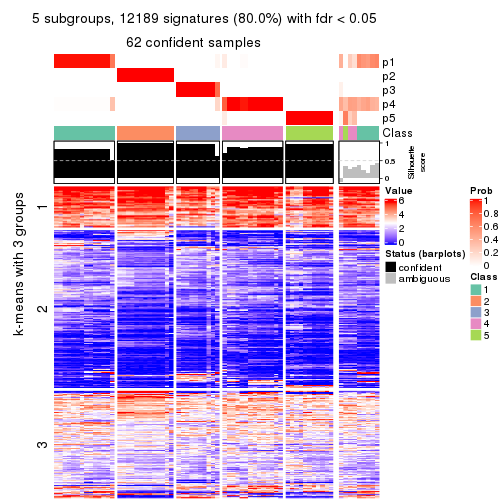 5 subgroups, 12189 signatures (80.0%) with fdr < 0.05
62 confident samples
p1
p2
p3
p4
p5
Class
1
0.5
0
Silhouette
score
k-means with 3 groups
1
2
3
Value
6
4
2
0
Status (barplots)
confident
ambiguous
Prob
1
0.8
0.6
0.4
0.2
0
Class
1
2
3
4
5